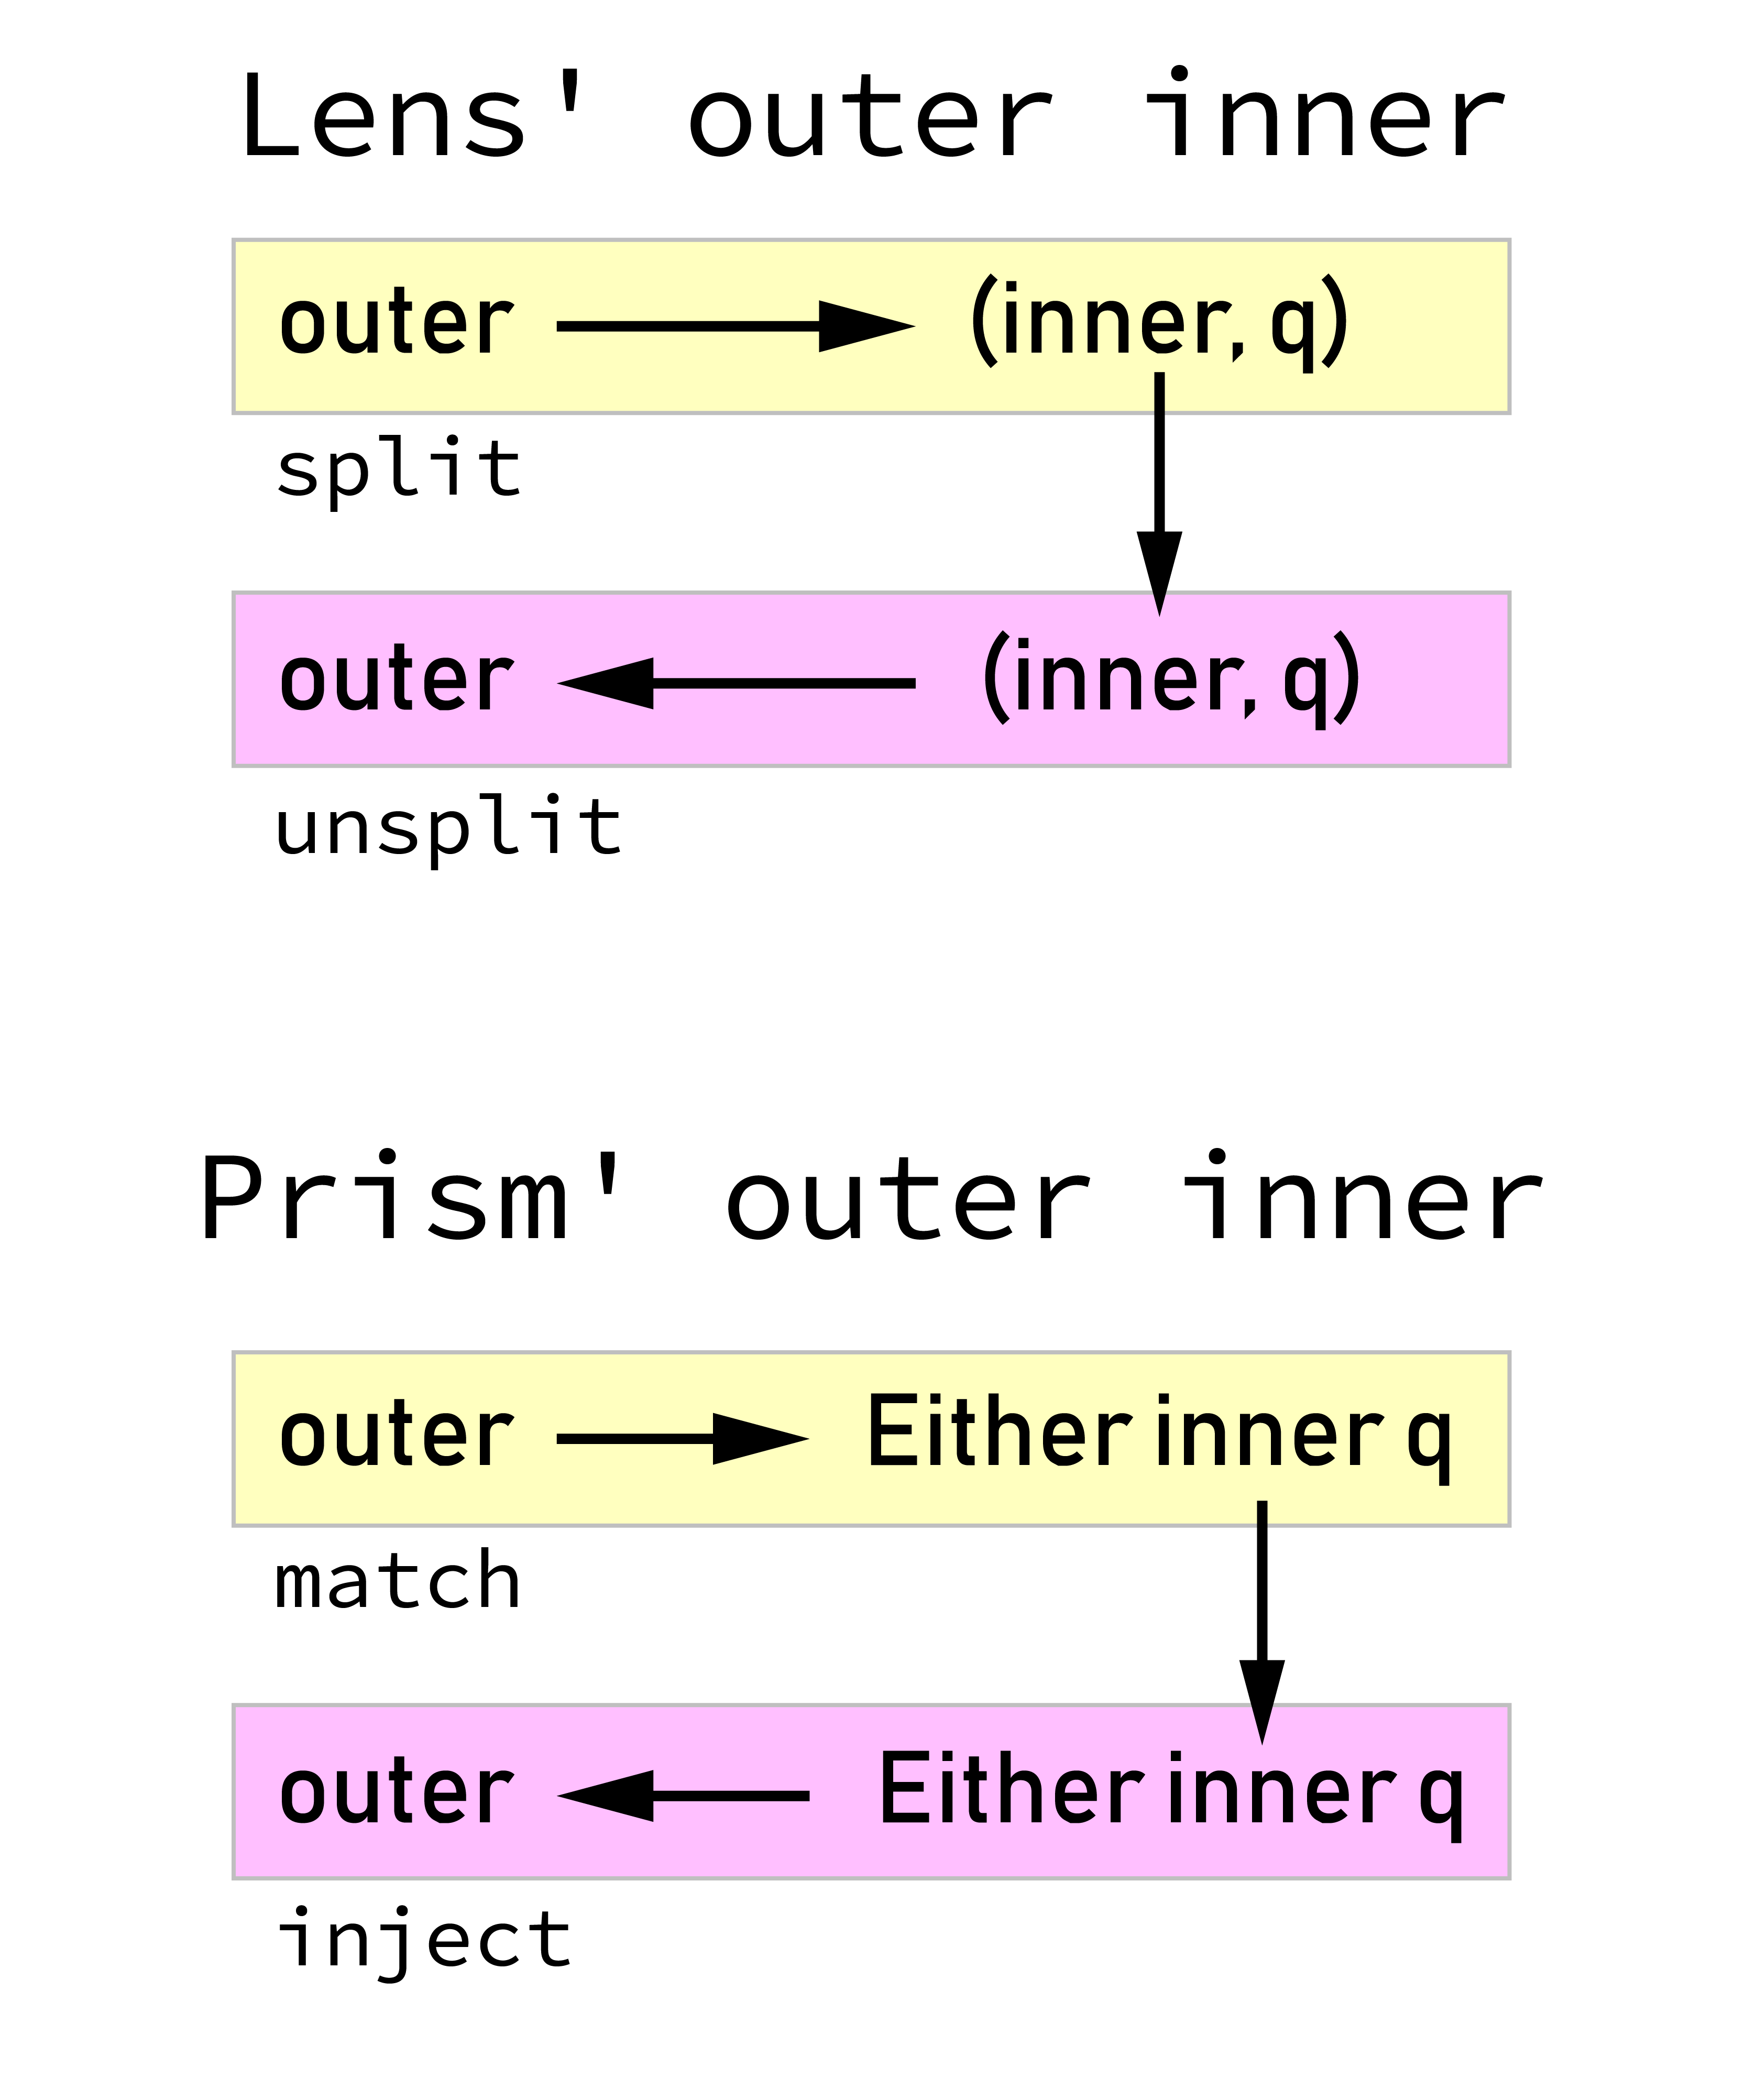 Lens' outer inner
outer (inner, q)
split
outer (inner, q)
unsplit
Prism' outer inner
outer Either inner q
match
outer Either inner q
inject